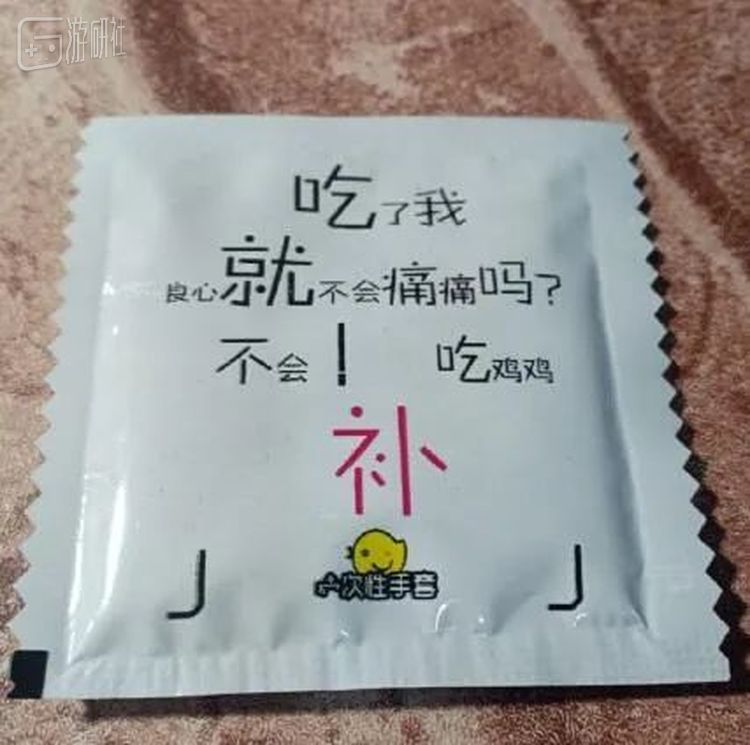 游研社
吃了我
良心就不会痛痛吗?
不会! 吃鸡鸡
补
一次性手套